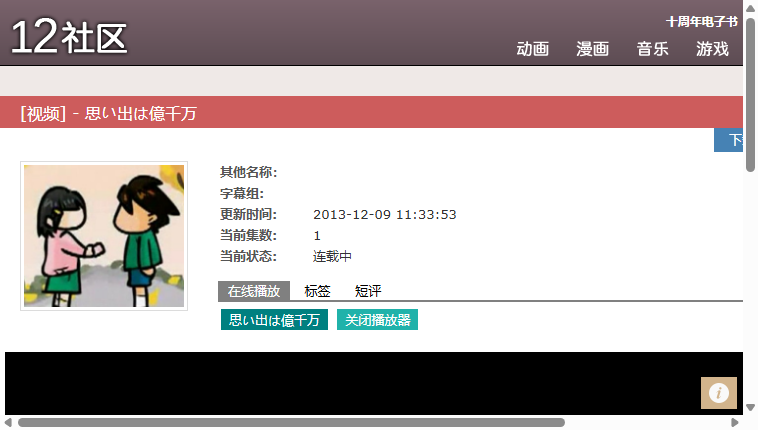 12社区
十周年电子书
动画 漫画 音乐 游戏
[视频] - 思い出は億千万
下
其他名称:
字幕组:
更新时间: 2013-12-09 11:33:53
当前集数: 1
当前状态: 连载中
在线播放 标签 短评
思い出は億千万 关闭播放器
i